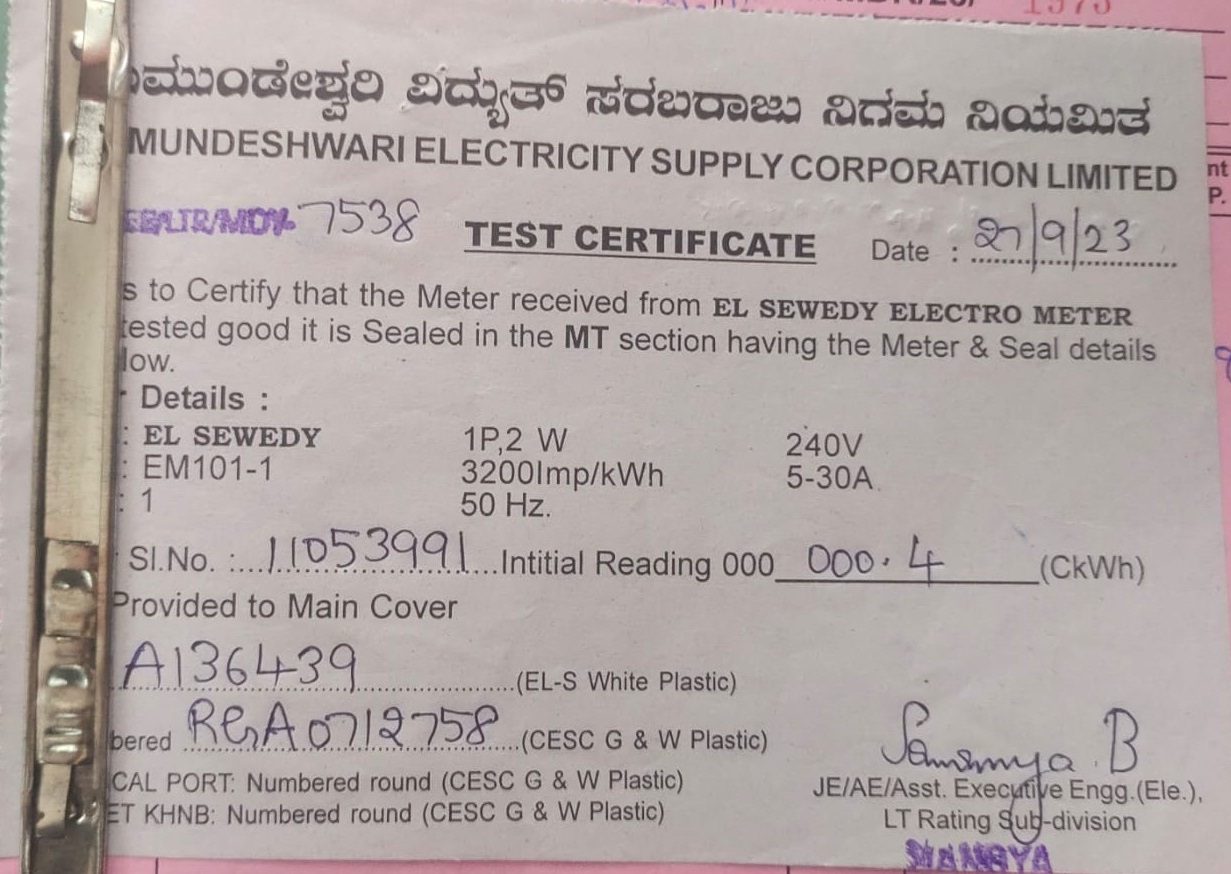 1573
ಾಮುಂಡೇಶ್ವರಿ ವಿದ್ಯುತ್ ಸರಬರಾಜು ನಿಗಮ ನಿಯಮಿತ
MUNDESHWARI ELECTRICITY SUPPLY CORPORATION LIMITED
nt
P.
7538 TEST CERTIFICATE Date : 27/9/23
s to Certify that the Meter received from EL SEWEDY ELECTRO METER
tested good it is Sealed in the MT section having the Meter & Seal details
low.
Details :
: EL SEWEDY 1P,2 W 240V
: EM101-1 3200Imp/kWh 5-30A
: 1 50 Hz.
Sl.No. : 11053991 Intitial Reading 000 000.4 (CkWh)
Provided to Main Cover
A136439 (EL-S White Plastic)
bered RGA0712758 (CESC G & W Plastic)
CAL PORT: Numbered round (CESC G & W Plastic)
ET KHNB: Numbered round (CESC G & W Plastic)
JE/AE/Asst. Executive Engg.(Ele.),
LT Rating Sub-division
MANDYA